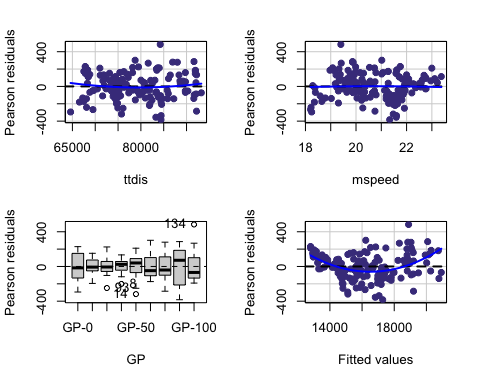 Pearson residuals
-400
0
400
65000
80000
ttdis
Pearson residuals
-400
0
400
18
20
22
mspeed
Pearson residuals
-400
0
400
134
14
GP-0
GP-50
GP-100
GP
Pearson residuals
-400
0
400
14000
18000
Fitted values